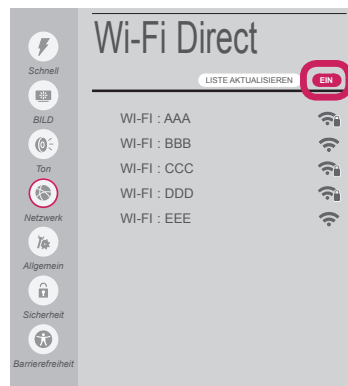 Wi-Fi Direct
LISTE AKTUALISIEREN
EIN
Schnell
BILD
Ton
Netzwerk
Allgemein
Sicherheit
Barrierefreiheit
WI-FI : AAA
WI-FI : BBB
WI-FI : CCC
WI-FI : DDD
WI-FI : EEE